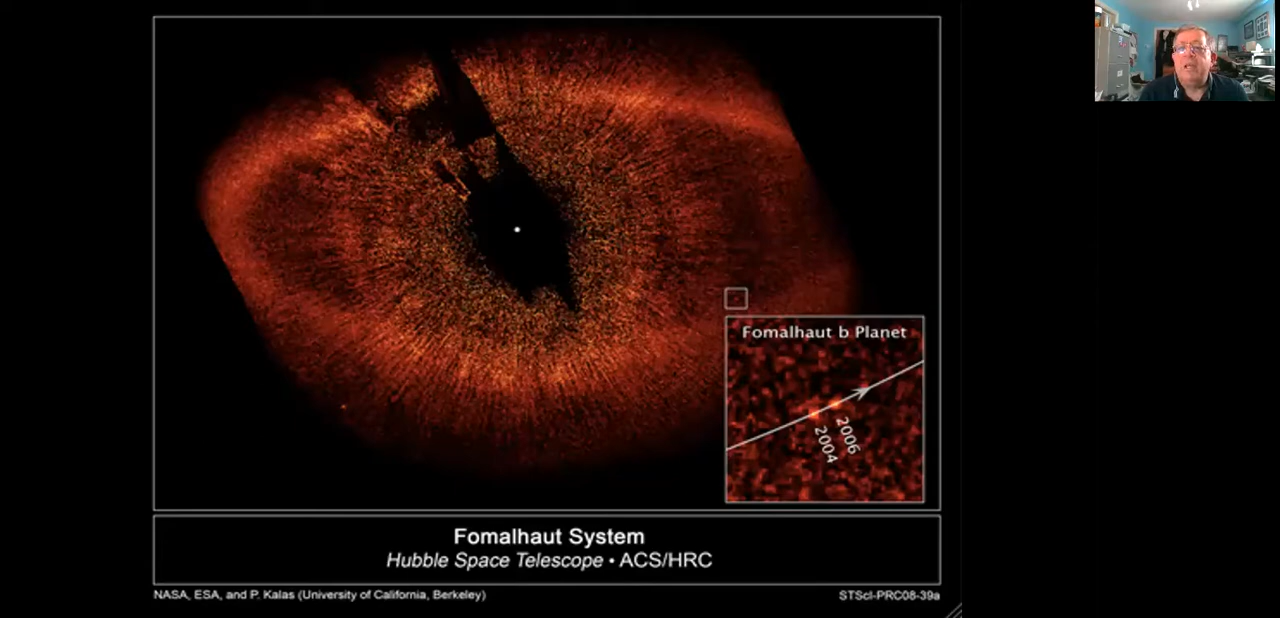 Fomalhaut b Planet
2004
2006
Fomalhaut System
Hubble Space Telescope • ACS/HRC
NASA, ESA, and P. Kalas (University of California, Berkeley)
STScI-PRC08-39a